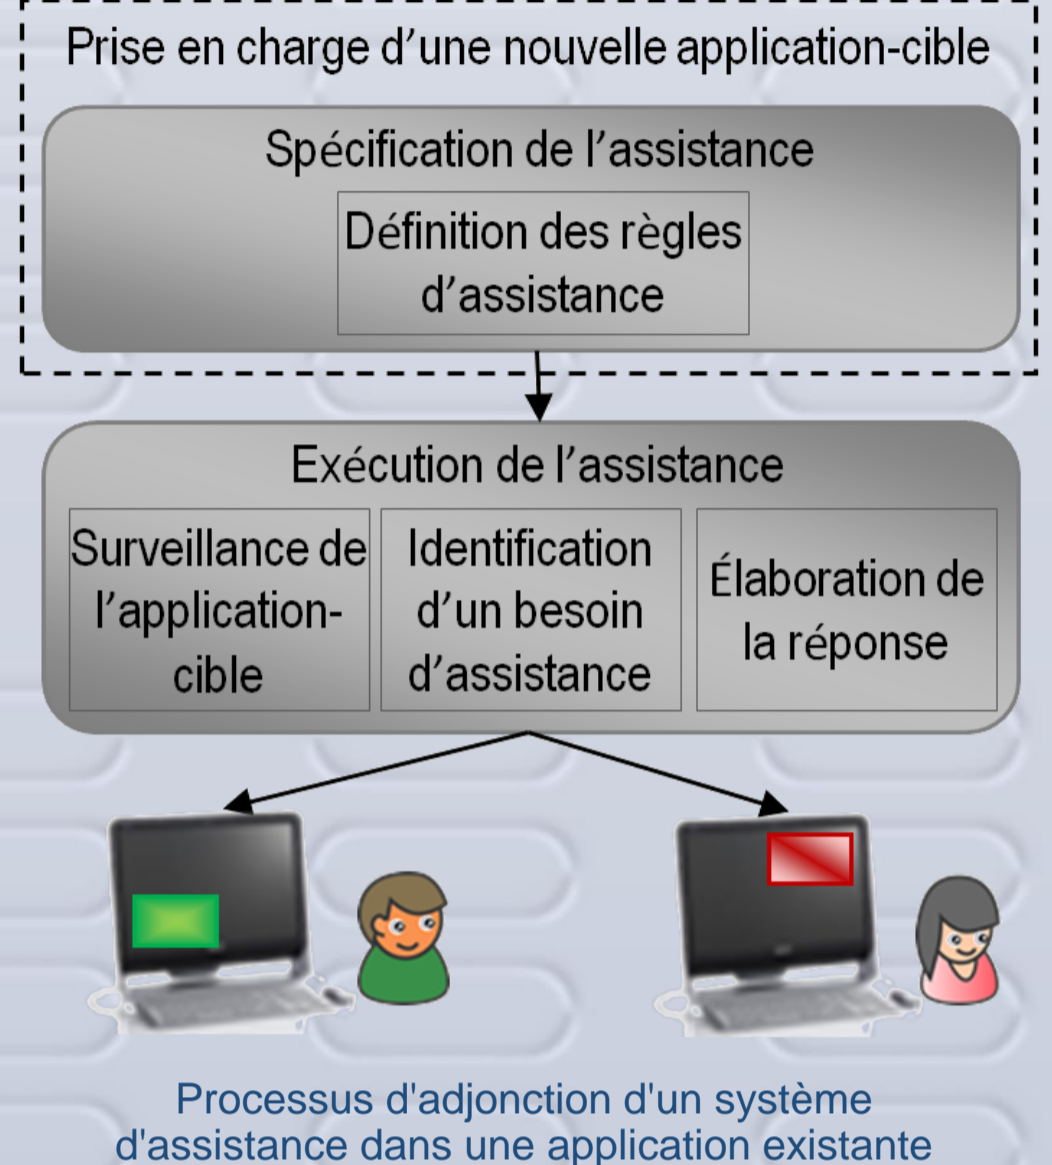 Prise en charge d’une nouvelle application-cible
Spécification de l’assistance
Définition des règles
d’assistance
Exécution de l’assistance
Surveillance de
l’application-
cible
Identification
d’un besoin
d’assistance
Élaboration de
la réponse
Processus d'adjonction d'un système
d'assistance dans une application existante